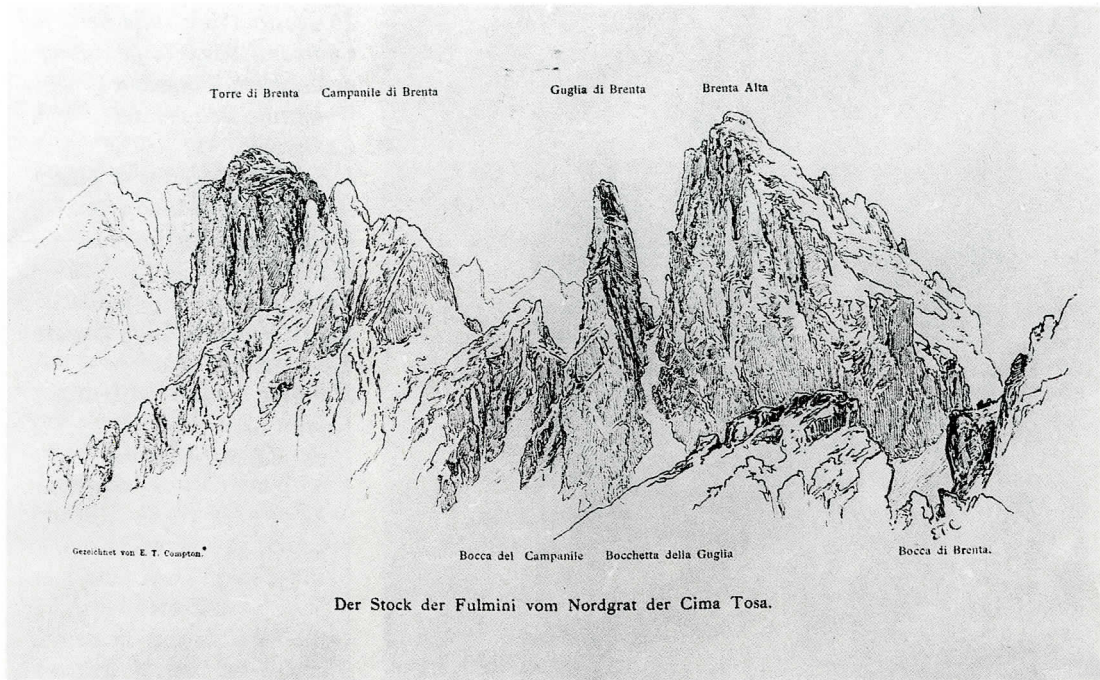 Torre di Brenta Campanile di Brenta Guglia di Brenta Brenta Alta
E.T.C
Gezeichnet von E. T. Compton.
Bocca del Campanile Bocchetta della Guglia Bocca di Brenta.
Der Stock der Fulmini vom Nordgrat der Cima Tosa.